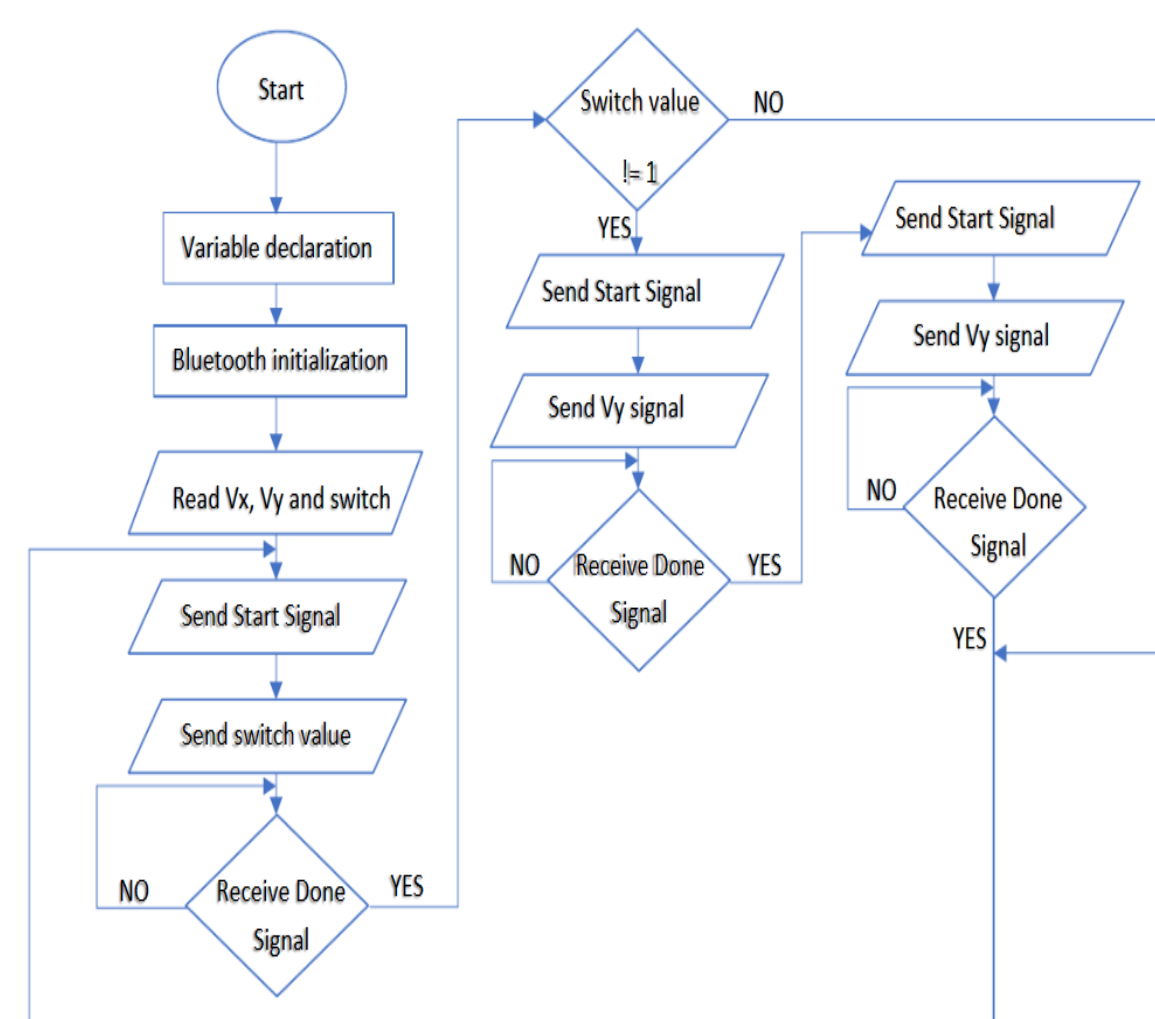 Start
Variable declaration
Bluetooth initialization
Read Vx, Vy and switch
Send Start Signal
Send switch value
Receive Done
Signal
NO
YES
Switch value
!= 1
NO
YES
Send Start Signal
Send Vy signal
Receive Done
Signal
NO
YES
Send Start Signal
Send Vy signal
Receive Done
Signal
NO
YES